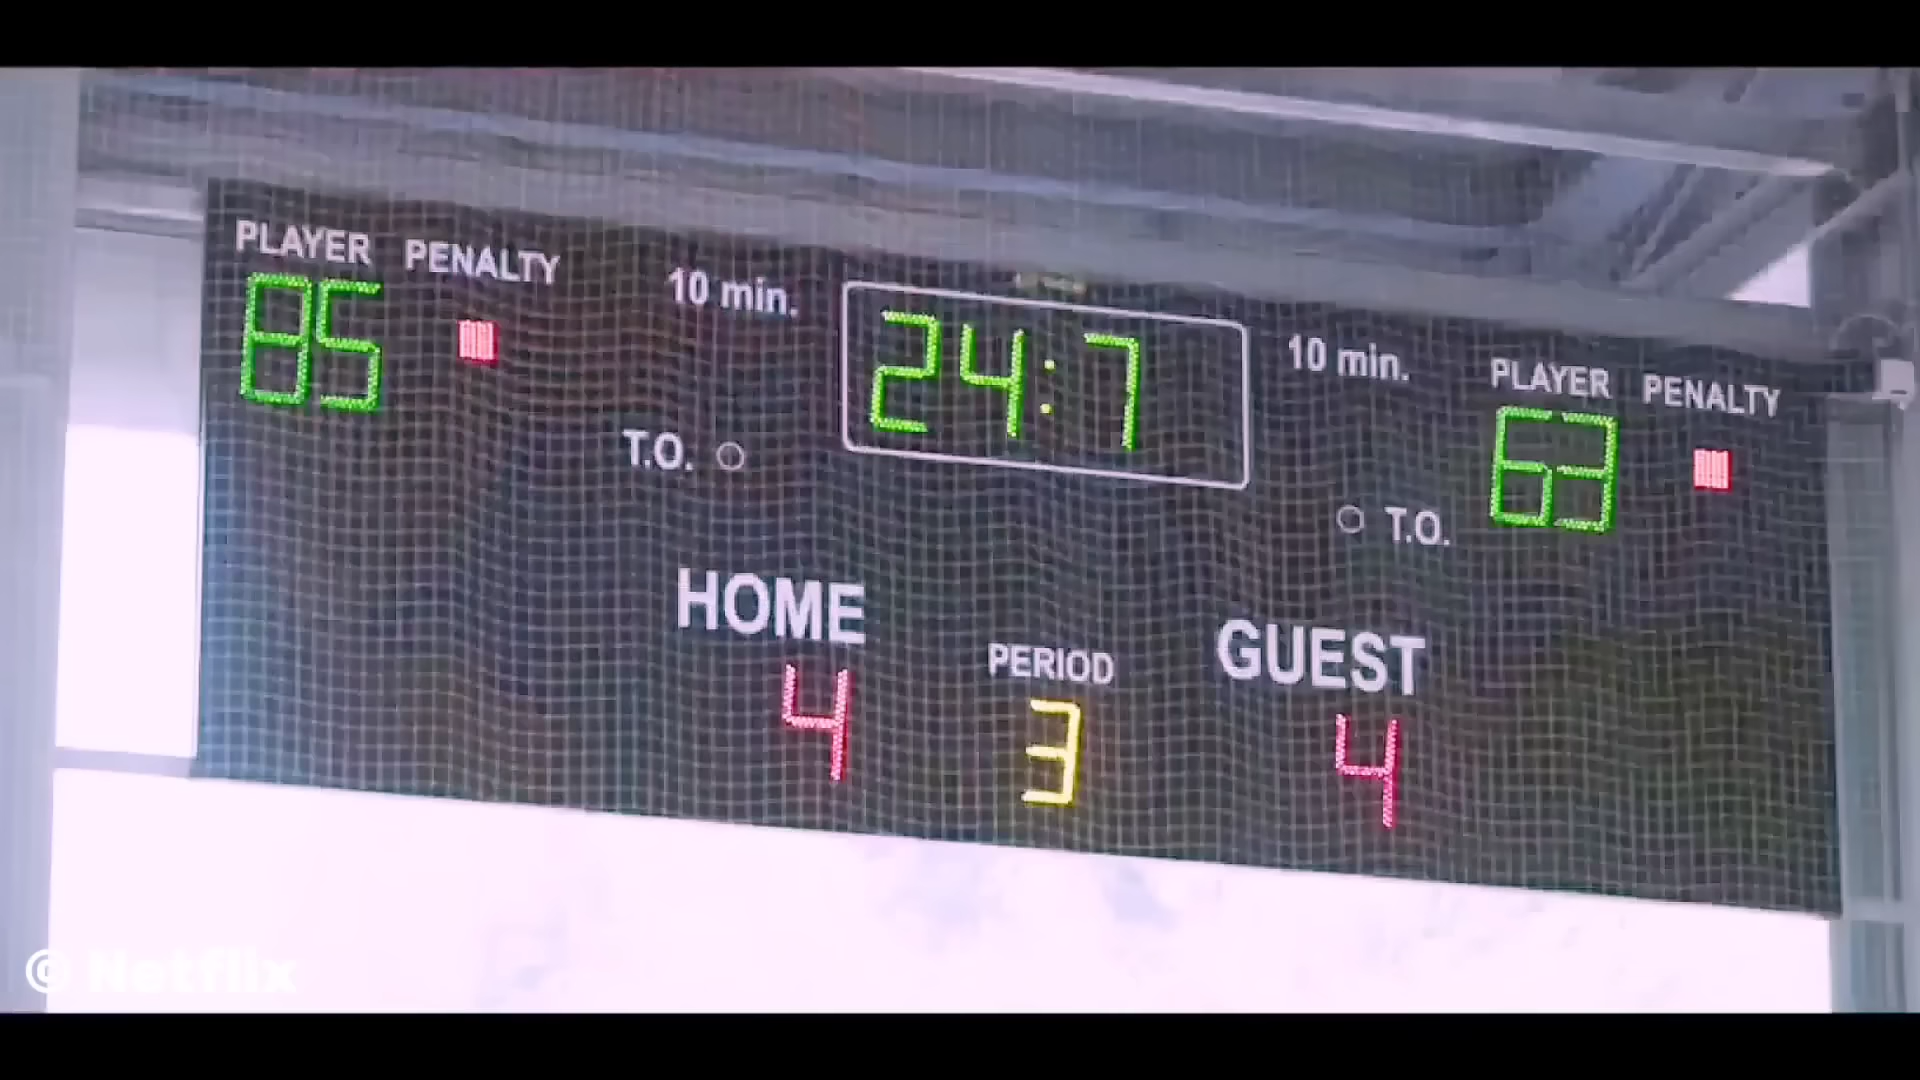 PLAYER PENALTY
85
10 min.
24:7
10 min.
PLAYER PENALTY
63
T.O.
T.O.
HOME
4
PERIOD
3
GUEST
4
© Netflix